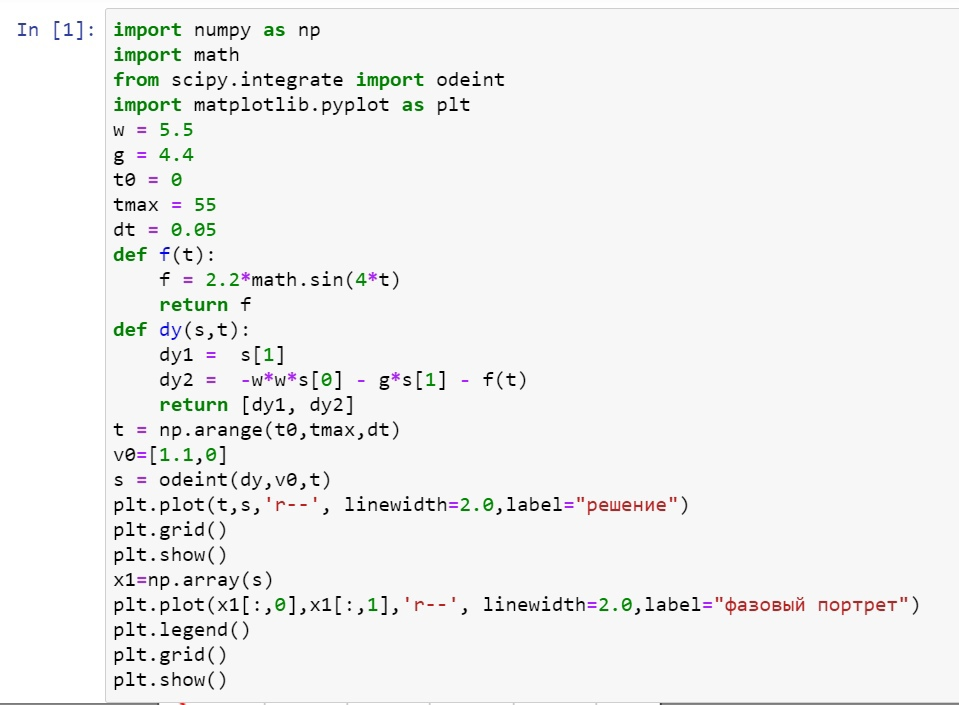 In [1]: import numpy as np
import math
from scipy.integrate import odeint
import matplotlib.pyplot as plt
w = 5.5
g = 4.4
t0 = 0
tmax = 55
dt = 0.05
def f(t):
    f = 2.2*math.sin(4*t)
    return f
def dy(s,t):
    dy1 =  s[1]
    dy2 =  -w*w*s[0] - g*s[1] - f(t)
    return [dy1, dy2]
t = np.arange(t0,tmax,dt)
v0=[1.1,0]
s = odeint(dy,v0,t)
plt.plot(t,s,'r--', linewidth=2.0,label="решение")
plt.grid()
plt.show()
x1=np.array(s)
plt.plot(x1[:,0],x1[:,1],'r--', linewidth=2.0,label="фазовый портрет")
plt.legend()
plt.grid()
plt.show()